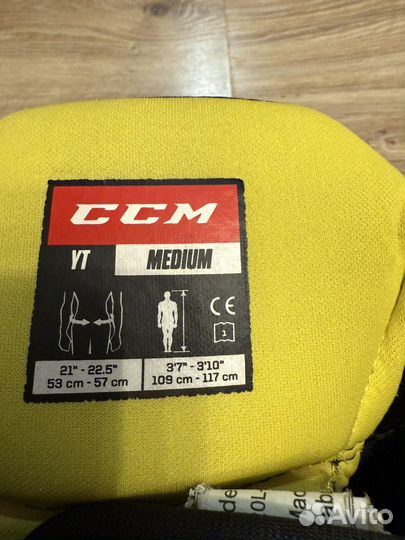 CCM
YT MEDIUM
CE
1
21" - 22.5" 3'7" - 3'10"
53 cm - 57 cm 109 cm - 117 cm
Avito